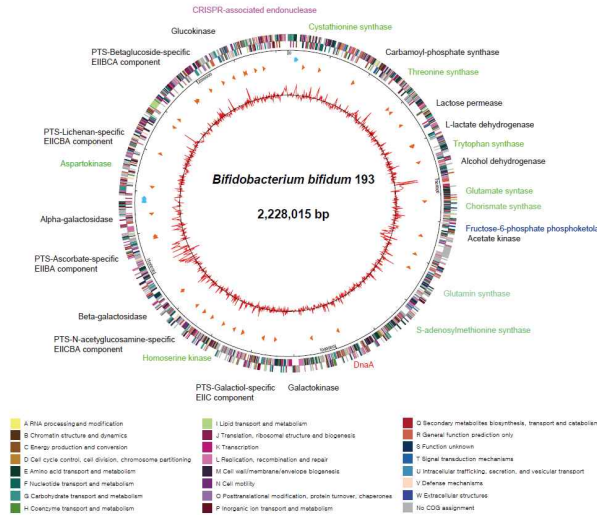 CRISPR-associated endonuclease
Cystathionine synthase
Glucokinase
PTS-Betaglucoside-specific
EIIBCA component
Carbamoyl-phosphate synthase
Threonine synthase
Lactose permease
L-lactate dehydrogenase
PTS-Lichenan-specific
EIICBA component
Trytophan synthase
Aspartokinase
Alcohol dehydrogenase
Bifidobacterium bifidum 193
2,228,015 bp
Glutamate syntase
Chorismate synthase
Alpha-galactosidase
Fructose-6-phosphate phosphoketola
Acetate kinase
PTS-Ascorbate-specific
EIIBA component
Glutamin synthase
Beta-galactosidase
S-adenosylmethionine synthase
PTS-N-acetyglucosamine-specific
EIICBA component
Homoserine kinase
DnaA
PTS-Galactiol-specific
EIIC component
Galactokinase
A RNA processing and modification
B Chromatin structure and dynamics
C Energy production and conversion
D Cell cycle control, cell division, chromosome partitioning
E Amino acid transport and metabolism
F Nucleotide transport and metabolism
G Carbohydrate transport and metabolism
H Coenzyme transport and metabolism
I Lipid transport and metabolism
J Translation, ribosomal structure and biogenesis
K Transcription
L Replication, recombination and repair
M Cell wall/membrane/envelope biogenesis
N Cell motility
O Posttranslational modification, protein turnover, chaperones
P Inorganic ion transport and metabolism
Q Secondary metabolites biosynthesis, transport and catabolism
R General function prediction only
S Function unknown
T Signal transduction mechanisms
U Intracellular trafficking, secretion, and vesicular transport
V Defense mechanisms
W Extracellular structures
No COG assignment